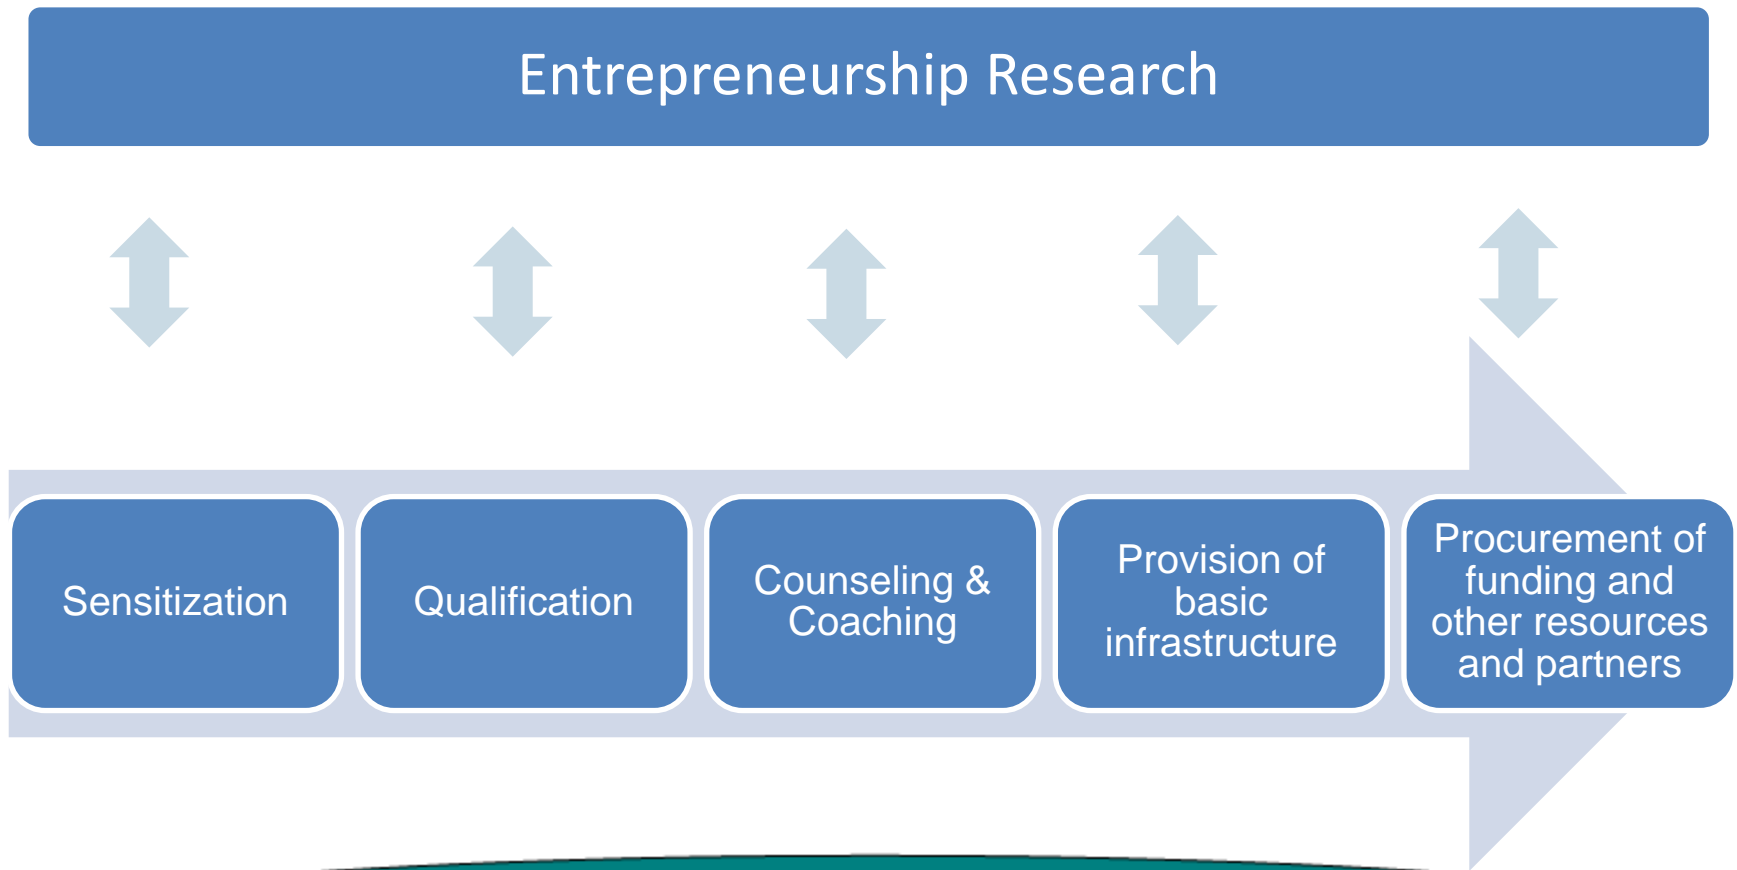 Entrepreneurship Research
Sensitization
Qualification
Counseling &
Coaching
Provision of
basic
infrastructure
Procurement of
funding and
other resources
and partners